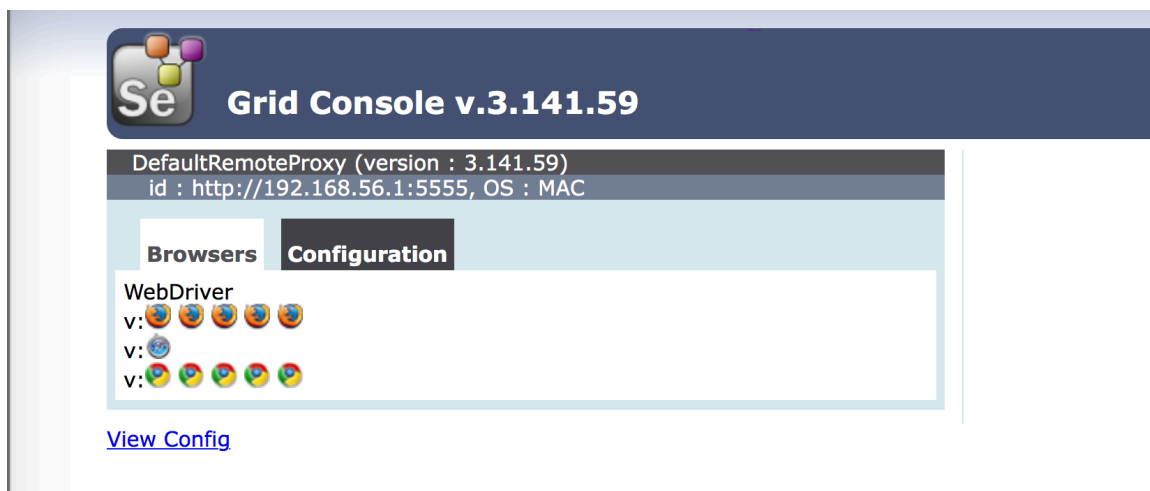 Se
Grid Console v.3.141.59
DefaultRemoteProxy (version : 3.141.59)
id : http://192.168.56.1:5555, OS : MAC
Browsers Configuration
WebDriver
v:
v:
v:
View Config